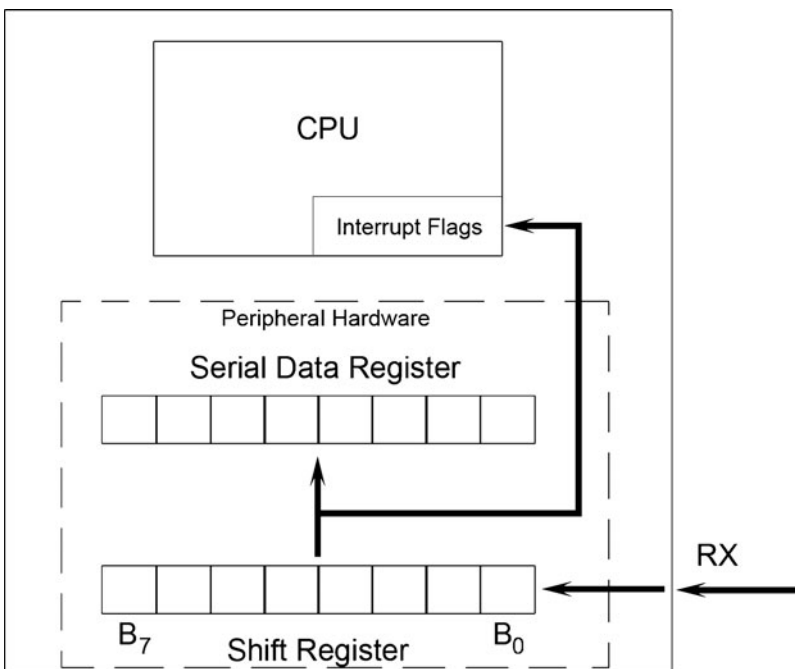 CPU
Interrupt Flags
Peripheral Hardware
Serial Data Register
RX
B7
B0
Shift Register